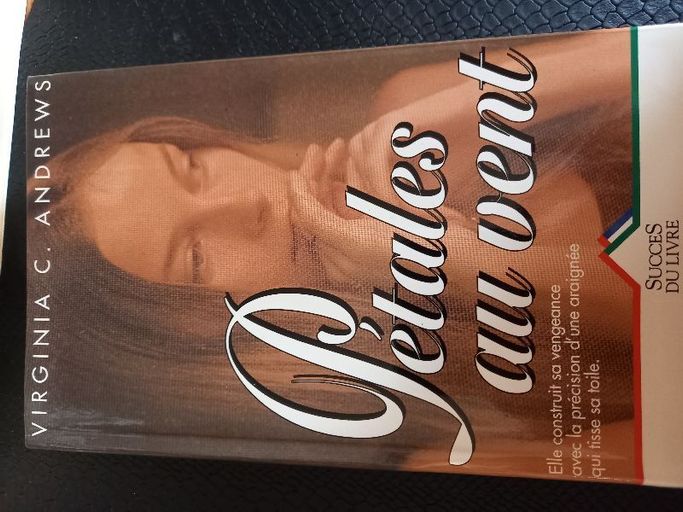 VIRGINIA C. ANDREWS
Pétales
au vent
Elle construit sa vengeance
avec la précision d'une araignée
qui tisse sa toile.
SUCCES
DU LIVRE